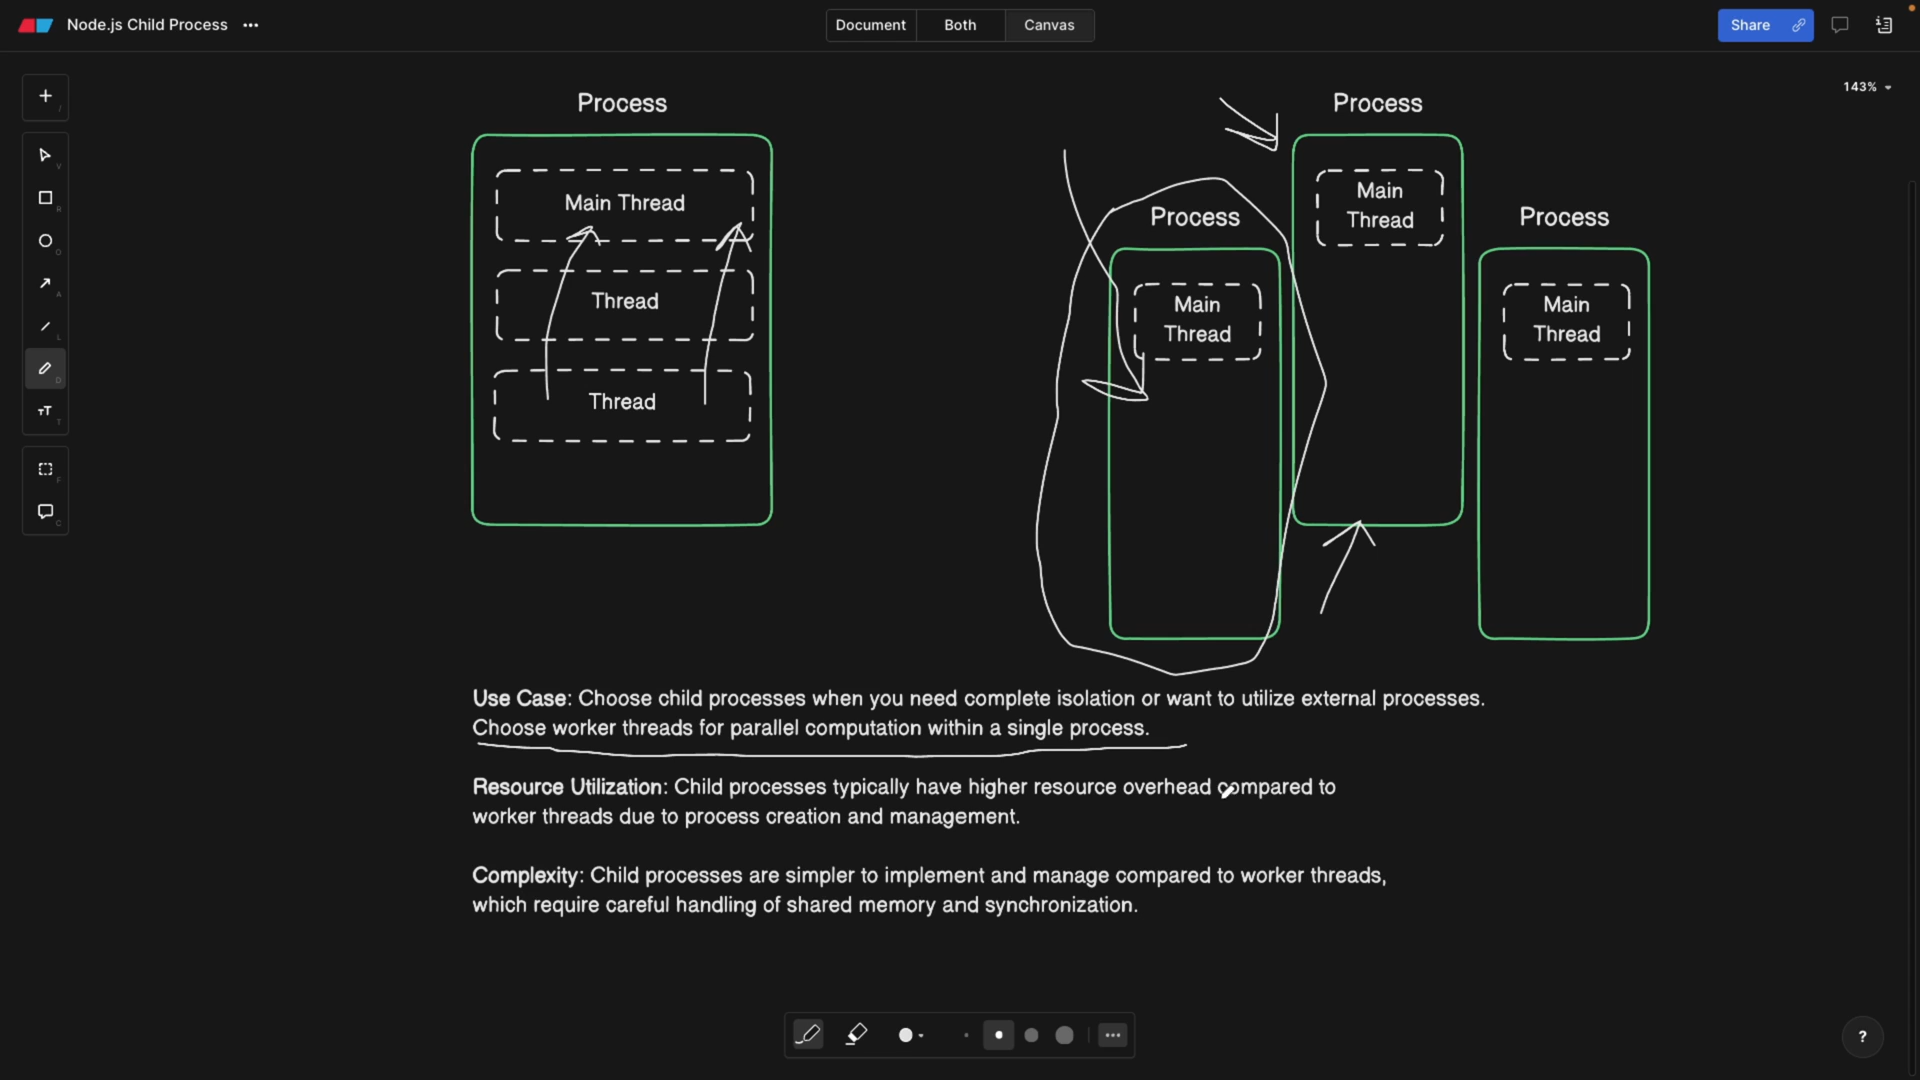 Node.js Child Process
Document
Both
Canvas
Share
143%
Process
Main Thread
Thread
Thread
Process
Main
Thread
Process
Main
Thread
Process
Main
Thread
Use Case: Choose child processes when you need complete isolation or want to utilize external processes.
Choose worker threads for parallel computation within a single process.
Resource Utilization: Child processes typically have higher resource overhead compared to
worker threads due to process creation and management.
Complexity: Child processes are simpler to implement and manage compared to worker threads,
which require careful handling of shared memory and synchronization.
/
V
R
O
A
L
D
TT
T
F
C
?